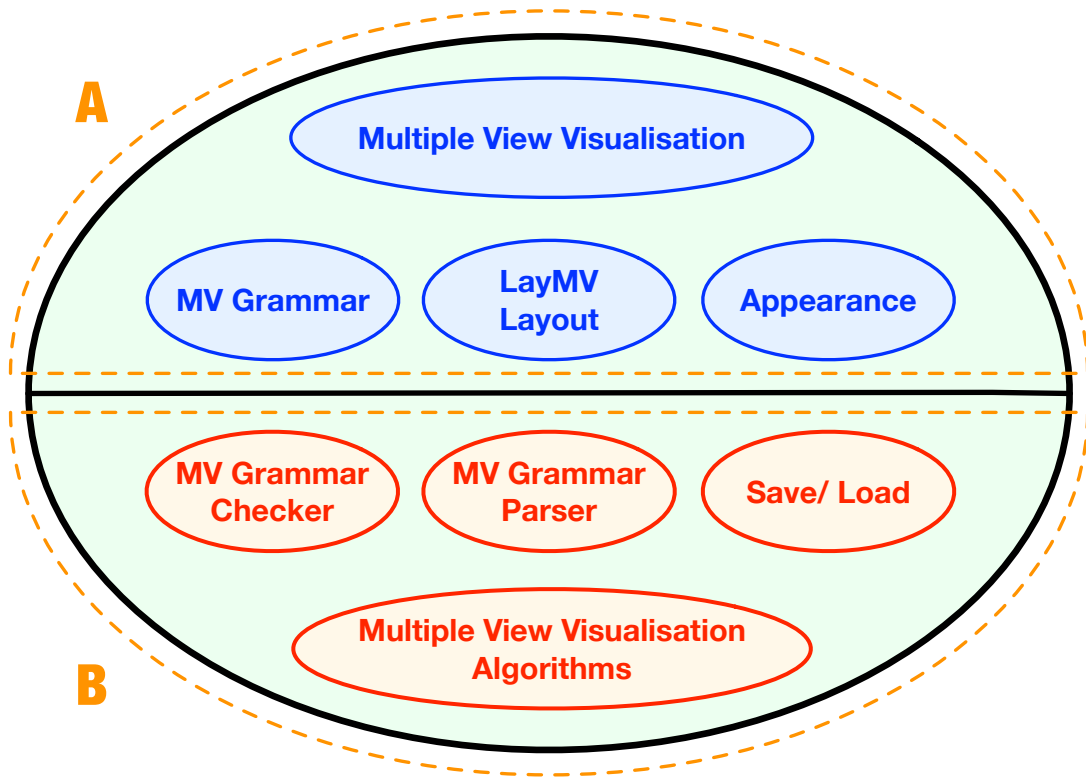 A
Multiple View Visualisation
MV Grammar
LayMV
Layout
Appearance
MV Grammar
Checker
MV Grammar
Parser
Save/ Load
Multiple View Visualisation
Algorithms
B